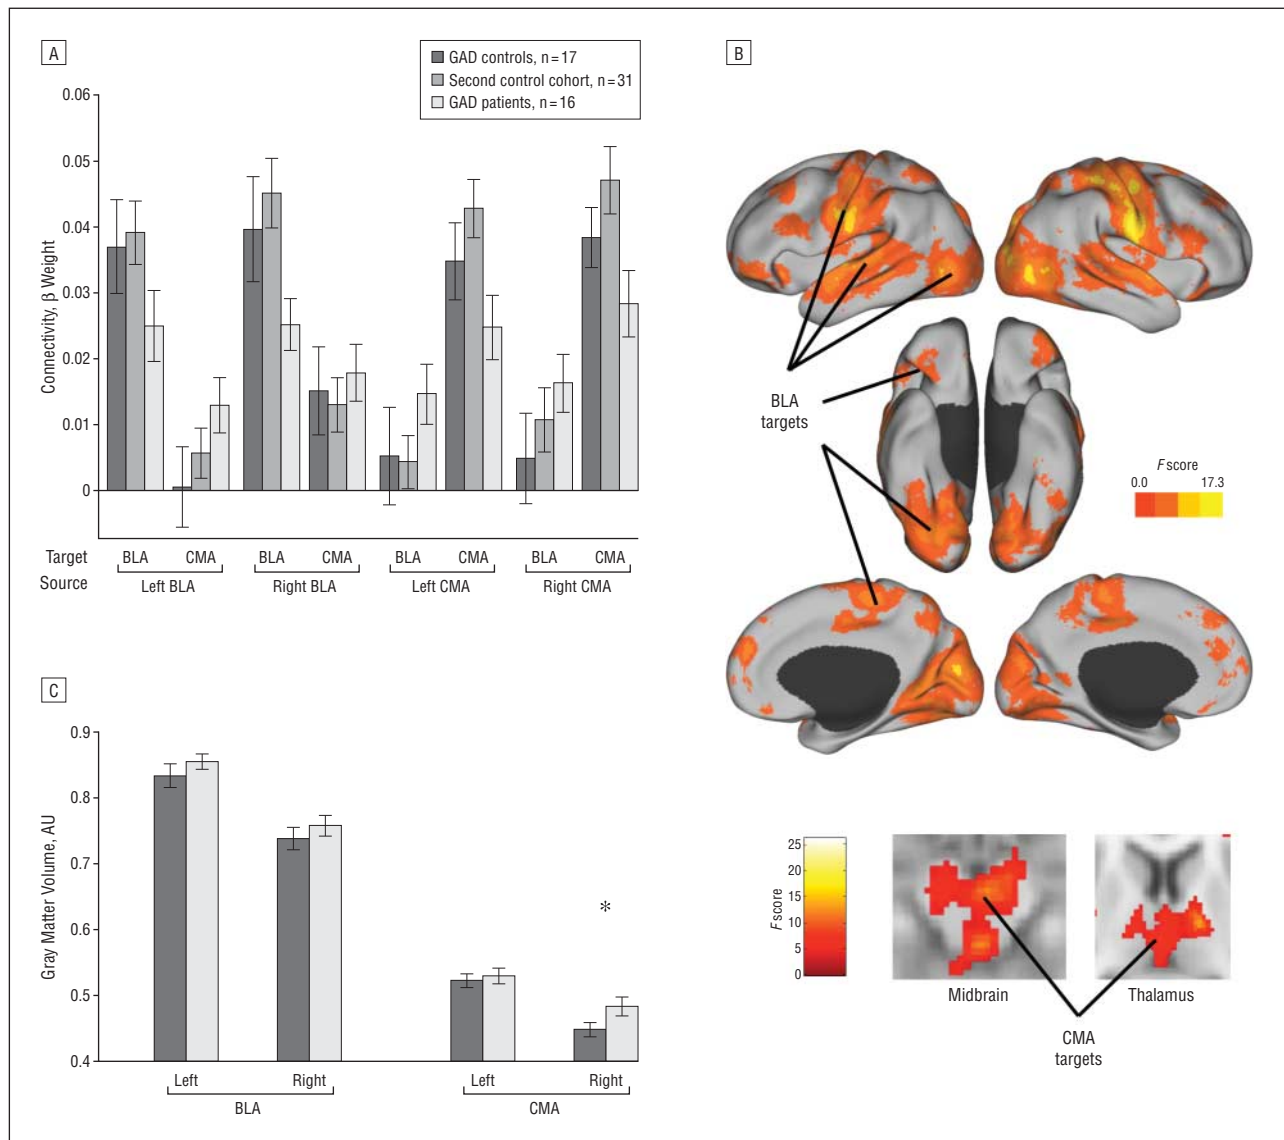 A
GAD controls, n=17
Second control cohort, n=31
GAD patients, n=16
0.06
0.05
0.04
0.03
0.02
0.01
0
Connectivity, β Weight
Target BLA CMA BLA CMA BLA CMA BLA CMA
Source Left BLA Right BLA Left CMA Right CMA
B
BLA
targets
F score
0.0 17.3
C
0.9
0.8
0.7
0.6
0.5
0.4
Gray Matter Volume, AU
*
Left Right Left Right
BLA CMA
25
20
15
10
5
0
F score
Midbrain Thalamus
CMA
targets